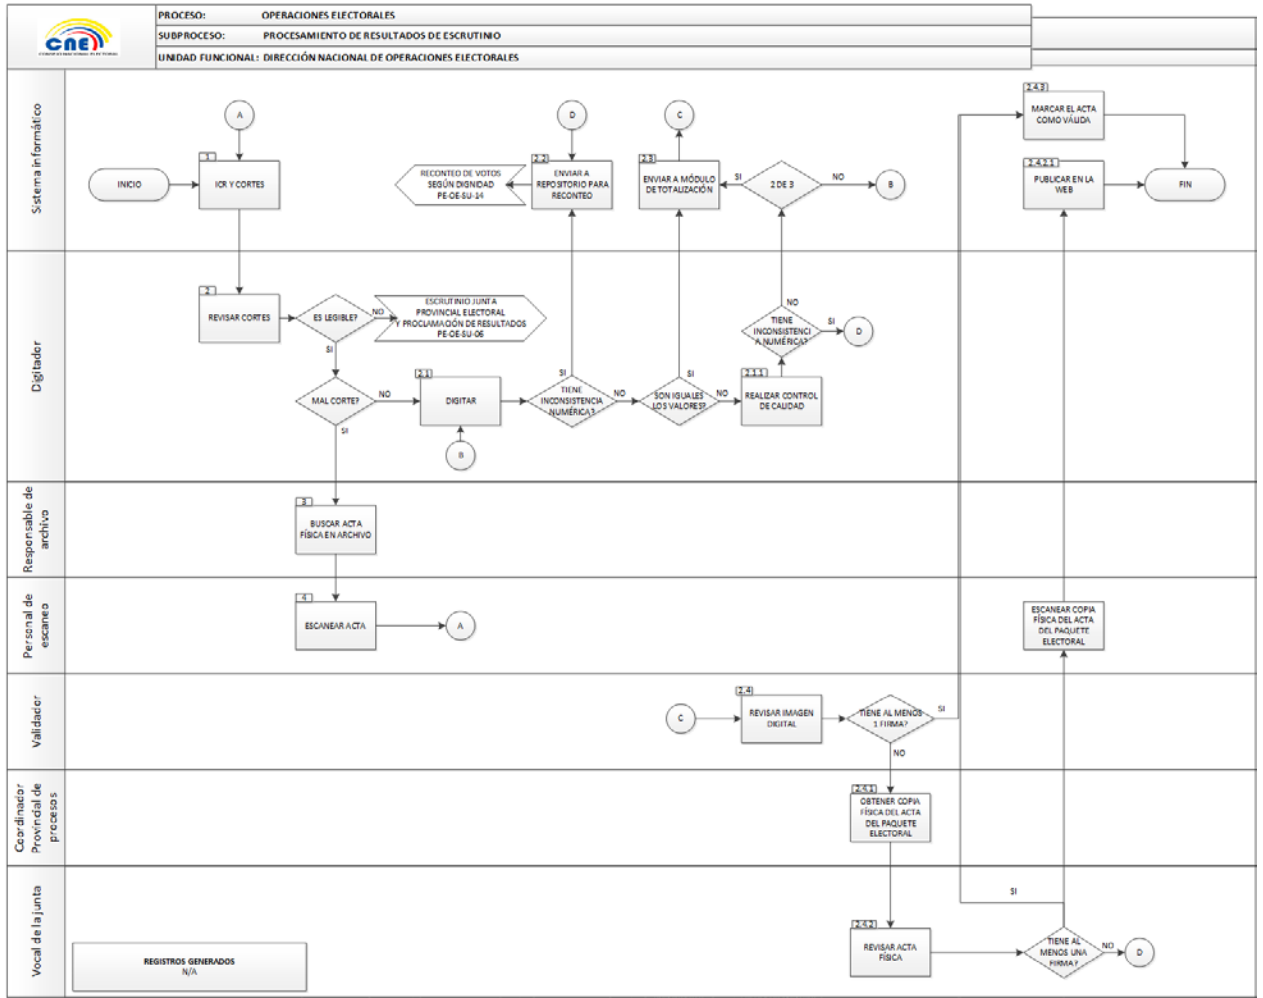 PROCESO: OPERACIONES ELECTORALES
SUBPROCESO: PROCESAMIENTO DE RESULTADOS DE ESCRUTINIO
UNIDAD FUNCIONAL: DIRECCIÓN NACIONAL DE OPERACIONES ELECTORALES
CNE
CONSEJO NACIONAL ELECTORAL
Sistema informático
A
INICIO
1
ICR Y CORTES
RECONTEO DE VOTOS
SEGÚN DIGNIDAD
PE-OE-SU-14
D
2.2
ENVIAR A
REPOSITORIO PARA
RECONTEO
C
2.3
ENVIAR A MÓDULO
DE TOTALIZACIÓN
SI
2 DE 3
NO
B
2.4.3
MARCAR EL ACTA
COMO VÁLIDA
2.4.2.1
PUBLICAR EN LA
WEB
FIN
Digitador
2
REVISAR CORTES
ES LEGIBLE?
NO
SI
ESCRUTINIO JUNTA
PROVINCIAL ELECTORAL
Y PROCLAMACIÓN DE RESULTADOS
PE-OE-SU-06
MAL CORTE?
NO
SI
2.1
DIGITAR
B
SI
TIENE
INCONSISTENCIA
NUMÉRICA?
NO
SI
SON IGUALES
LOS VALORES?
NO
2.1.1
REALIZAR CONTROL
DE CALIDAD
NO
TIENE
INCONSISTENCI
A NUMÉRICA?
SI
D
Responsable de
archivo
3
BUSCAR ACTA
FÍSICA EN ARCHIVO
Personal de
escaneo
4
ESCANEAR ACTA
A
ESCANEAR COPIA
FÍSICA DEL ACTA
DEL PAQUETE
ELECTORAL
Validador
C
2.4
REVISAR IMAGEN
DIGITAL
TIENE AL MENOS
1 FIRMA?
SI
NO
Coordinador
Provincial de
procesos
2.4.1
OBTENER COPIA
FÍSICA DEL ACTA
DEL PAQUETE
ELECTORAL
Vocal de la junta
REGISTROS GENERADOS
N/A
2.4.2
REVISAR ACTA
FÍSICA
SI
TIENE AL
MENOS UNA
FIRMA?
NO
D